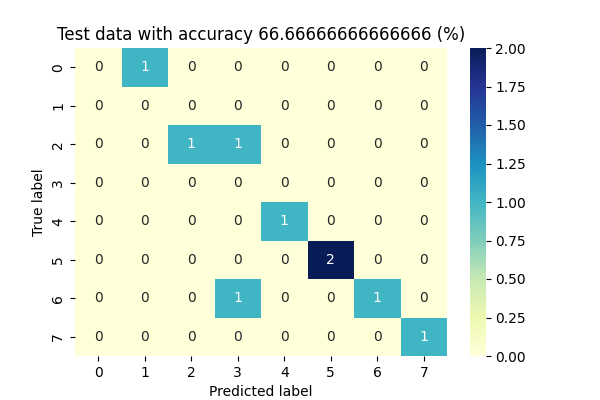 Test data with accuracy 66.66666666666666 (%)
0 0 1 0 0 0 0 0 0
1 0 0 0 0 0 0 0 0
2 0 0 1 1 0 0 0 0
3 0 0 0 0 0 0 0 0
4 0 0 0 0 1 0 0 0
5 0 0 0 0 0 2 0 0
6 0 0 0 1 0 0 1 0
7 0 0 0 0 0 0 0 1
0 1 2 3 4 5 6 7
True label
Predicted label
2.00
1.75
1.50
1.25
1.00
0.75
0.50
0.25
0.00